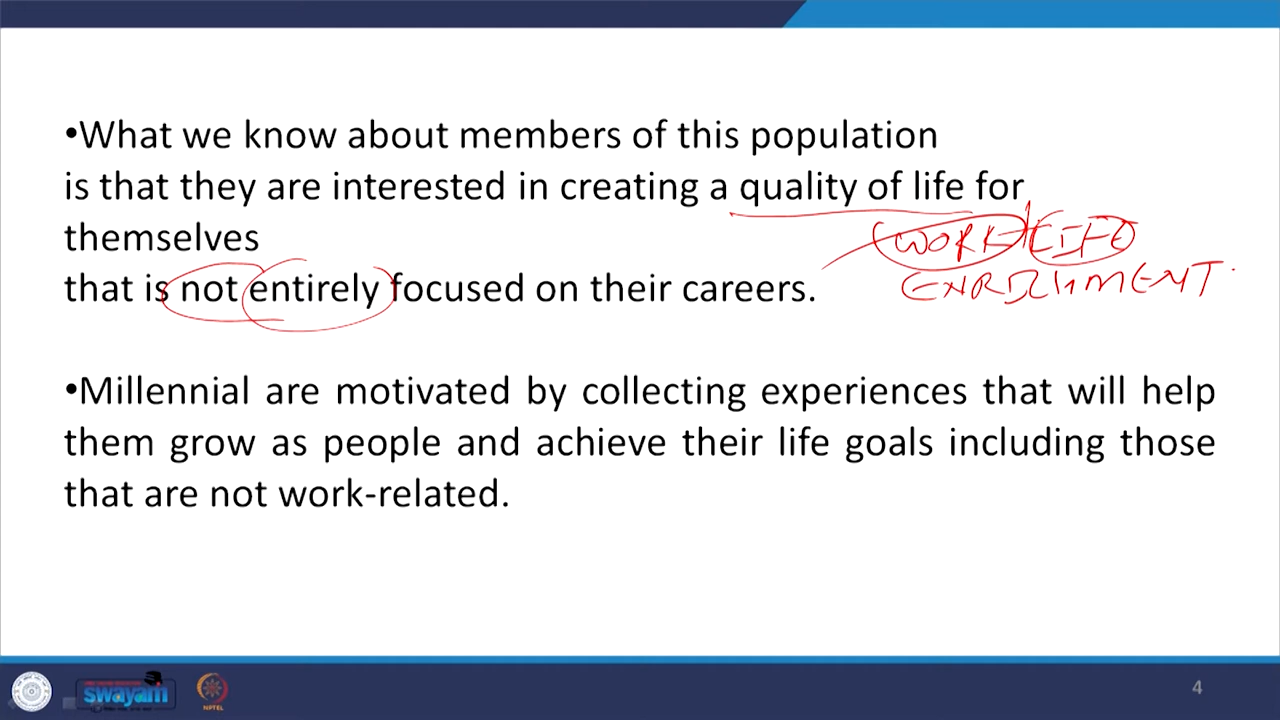 •What we know about members of this population
is that they are interested in creating a quality of life for
themselves
WORK LIFE
that is not entirely focused on their careers.
ENRICHMENT
•Millennial are motivated by collecting experiences that will help
them grow as people and achieve their life goals including those
that are not work-related.
swayam
NPTEL
4